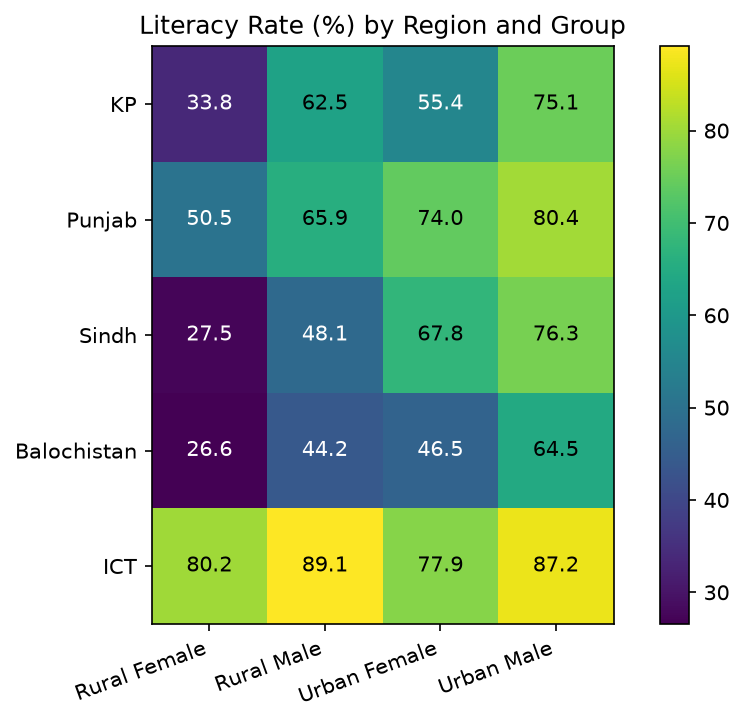 Literacy Rate (%) by Region and Group
KP 33.8 62.5 55.4 75.1
Punjab 50.5 65.9 74.0 80.4
Sindh 27.5 48.1 67.8 76.3
Balochistan 26.6 44.2 46.5 64.5
ICT 80.2 89.1 77.9 87.2
Rural Female Rural Male Urban Female Urban Male
80
70
60
50
40
30